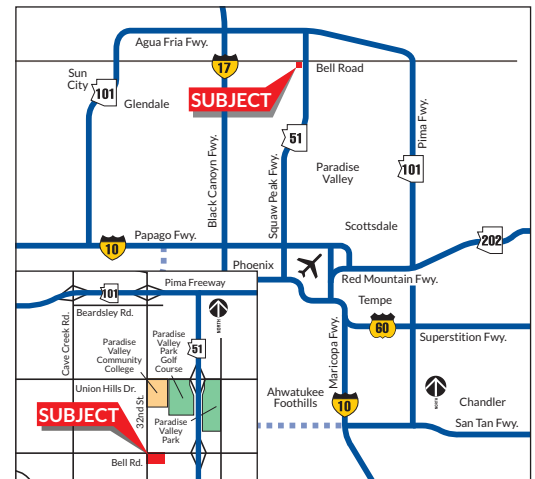 Agua Fria Fwy.
17
Bell Road
Sun
City
101
Glendale
SUBJECT
51
Pima Fwy.
Black Canoyn Fwy.
Squaw Peak Fwy.
Paradise
Valley
101
Scottsdale
202
Papago Fwy.
10
Phoenix
Red Mountain Fwy.
Tempe
60
Superstition Fwy.
Maricopa Fwy.
Ahwatukee
Foothills
10
NORTH
Chandler
San Tan Fwy.
Pima Freeway
101
Beardsley Rd.
NORTH
Cave Creek Rd.
Paradise
Valley
Community
College
Paradise
Valley
Park
Golf
Course
51
Union Hills Dr.
32nd St.
SUBJECT
Paradise
Valley
Park
Bell Rd.